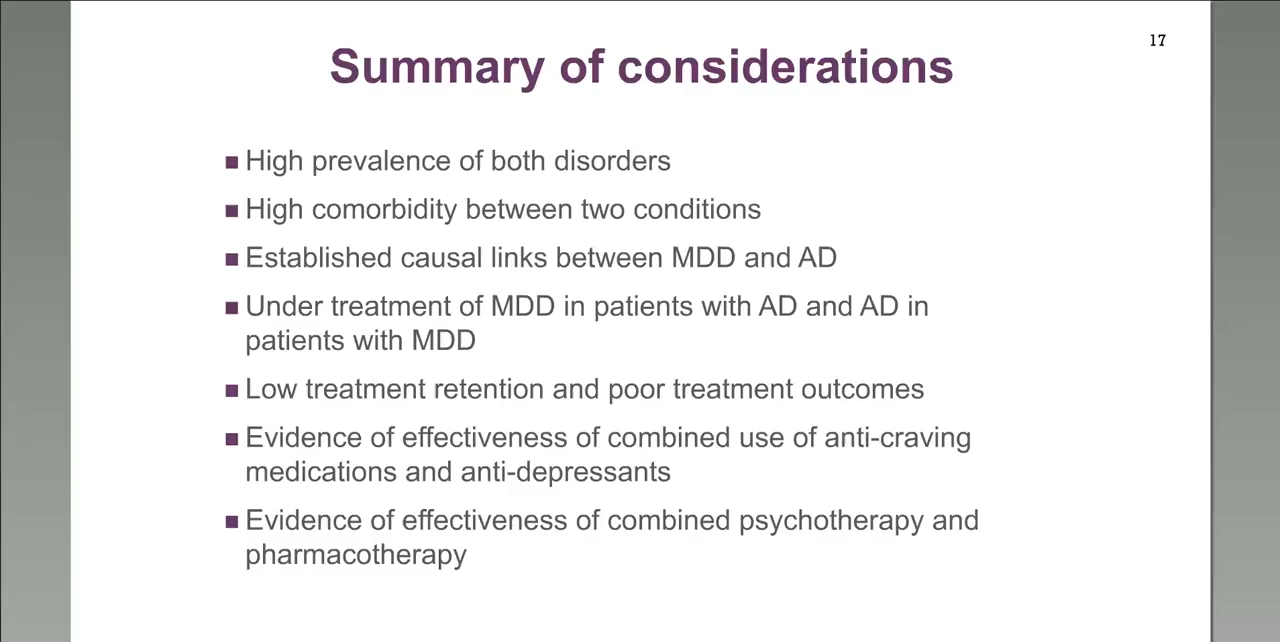 17
Summary of considerations
High prevalence of both disorders
High comorbidity between two conditions
Established causal links between MDD and AD
Under treatment of MDD in patients with AD and AD in
patients with MDD
Low treatment retention and poor treatment outcomes
Evidence of effectiveness of combined use of anti-craving
medications and anti-depressants
Evidence of effectiveness of combined psychotherapy and
pharmacotherapy